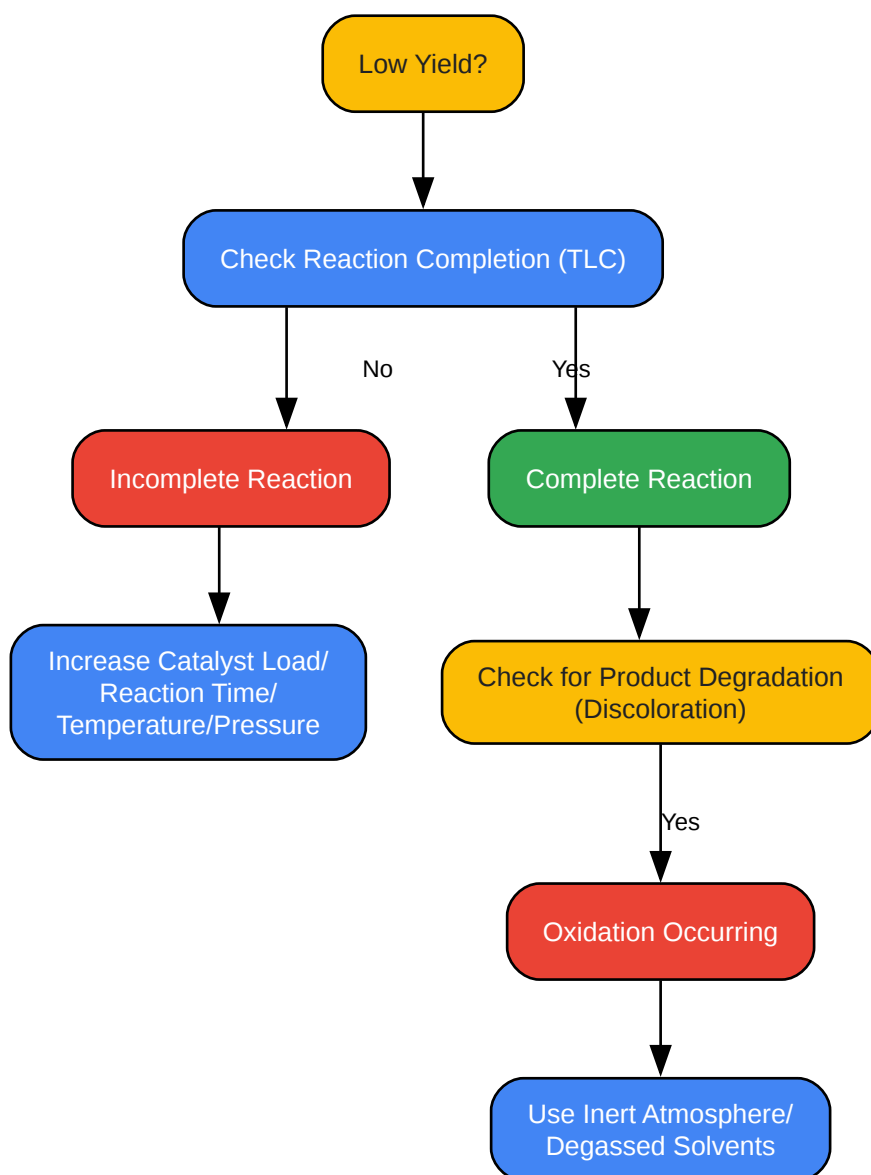 Low Yield?
Check Reaction Completion (TLC)
No
Yes
Incomplete Reaction
Complete Reaction
Increase Catalyst Load/
Reaction Time/
Temperature/Pressure
Check for Product Degradation
(Discoloration)
Yes
Oxidation Occurring
Use Inert Atmosphere/
Degassed Solvents